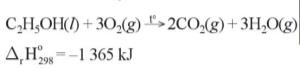 C₂H₅OH(l) + 3O₂(g) —t°→ 2CO₂(g) + 3H₂O(g)
ΔᵣH°₂₉₈ = −1 365 kJ